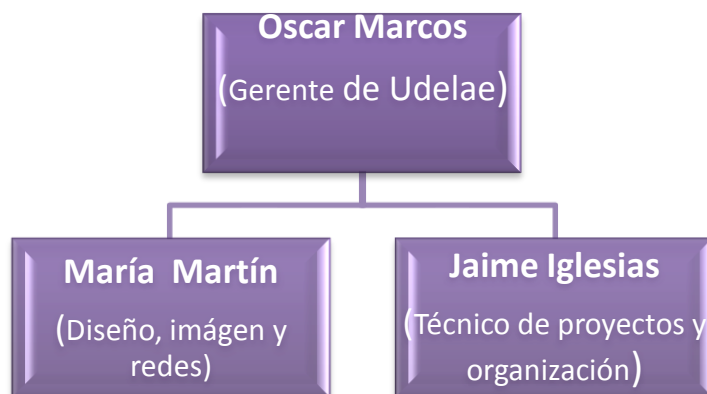 Oscar Marcos
(Gerente de Udelae)
María Martín
(Diseño, imágen y
redes)
Jaime Iglesias
(Técnico de proyectos y
organización)